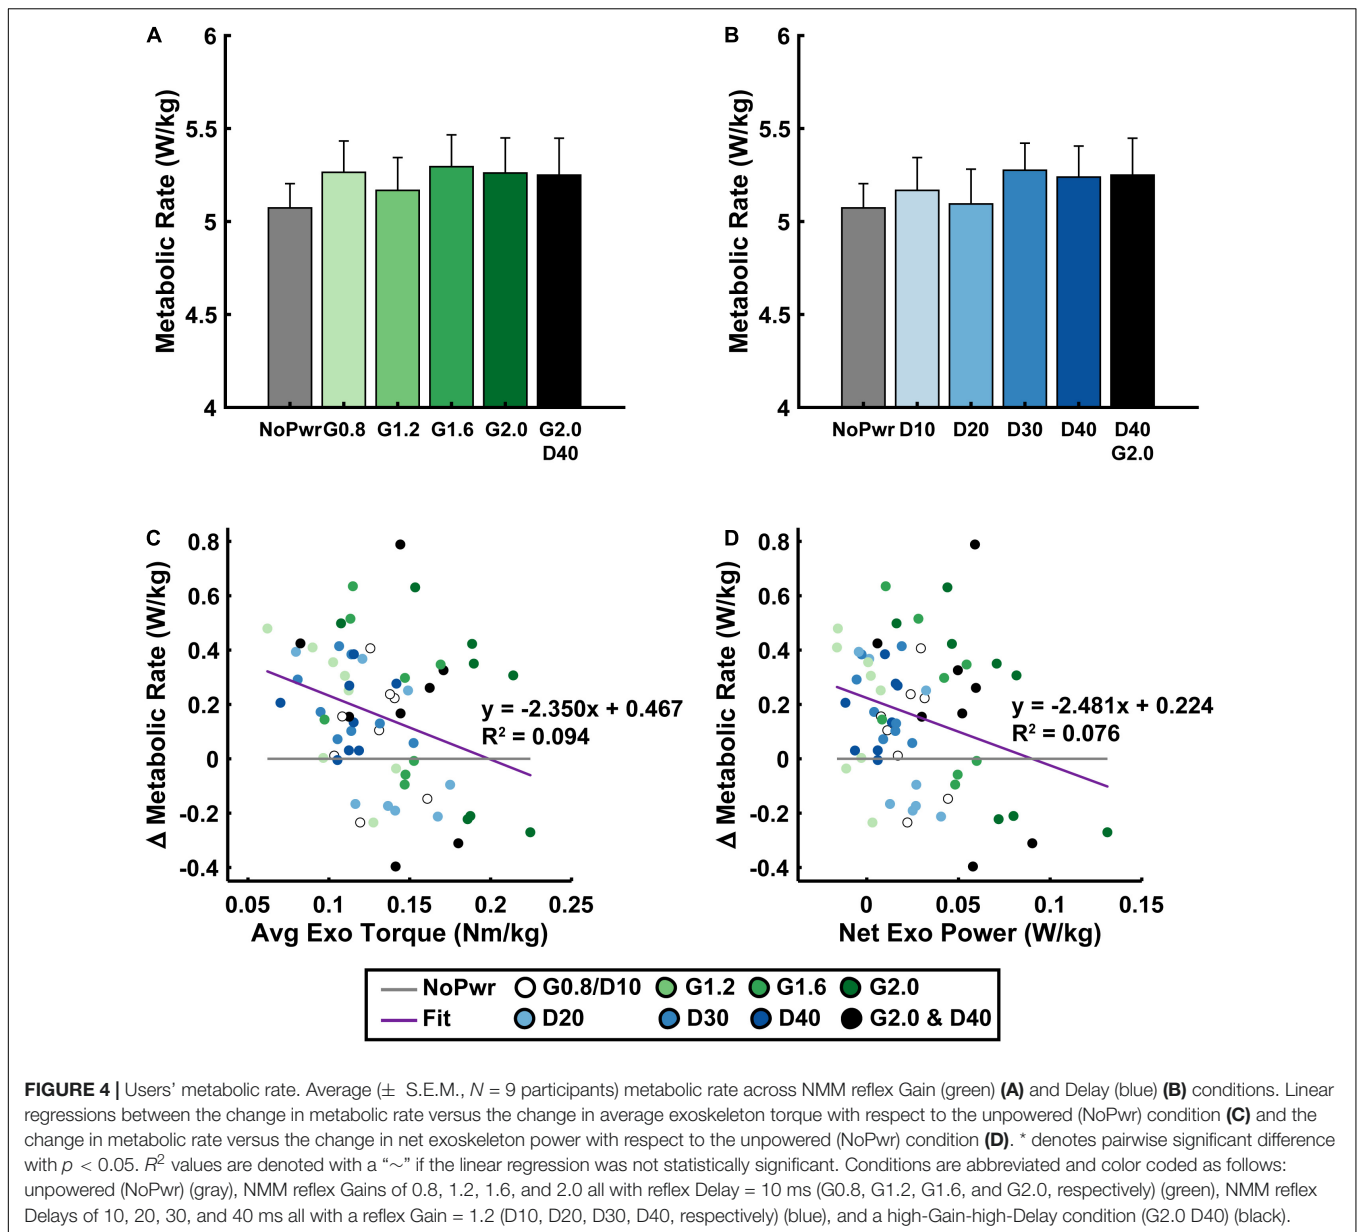 A
6
5.5
5
4.5
4
Metabolic Rate (W/kg)
NoPwr G0.8 G1.2 G1.6 G2.0 G2.0
D40
B
6
5.5
5
4.5
4
Metabolic Rate (W/kg)
NoPwr D10 D20 D30 D40 D40
G2.0
C
0.8
0.6
0.4
0.2
0
-0.2
-0.4
Δ Metabolic Rate (W/kg)
y = -2.350x + 0.467
R² = 0.094
0.05 0.1 0.15 0.2 0.25
Avg Exo Torque (Nm/kg)
D
0.8
0.6
0.4
0.2
0
-0.2
-0.4
Δ Metabolic Rate (W/kg)
y = -2.481x + 0.224
R² = 0.076
0 0.05 0.1 0.15
Net Exo Power (W/kg)
NoPwr G0.8/D10 G1.2 G1.6 G2.0
Fit D20 D30 D40 G2.0 & D40
FIGURE 4 | Users' metabolic rate. Average (± S.E.M., N = 9 participants) metabolic rate across NMM reflex Gain (green) (A) and Delay (blue) (B) conditions. Linear
regressions between the change in metabolic rate versus the change in average exoskeleton torque with respect to the unpowered (NoPwr) condition (C) and the
change in metabolic rate versus the change in net exoskeleton power with respect to the unpowered (NoPwr) condition (D). * denotes pairwise significant difference
with p < 0.05. R² values are denoted with a "~" if the linear regression was not statistically significant. Conditions are abbreviated and color coded as follows:
unpowered (NoPwr) (gray), NMM reflex Gains of 0.8, 1.2, 1.6, and 2.0 all with reflex Delay = 10 ms (G0.8, G1.2, G1.6, and G2.0, respectively) (green), NMM reflex
Delays of 10, 20, 30, and 40 ms all with a reflex Gain = 1.2 (D10, D20, D30, D40, respectively) (blue), and a high-Gain-high-Delay condition (G2.0 D40) (black).